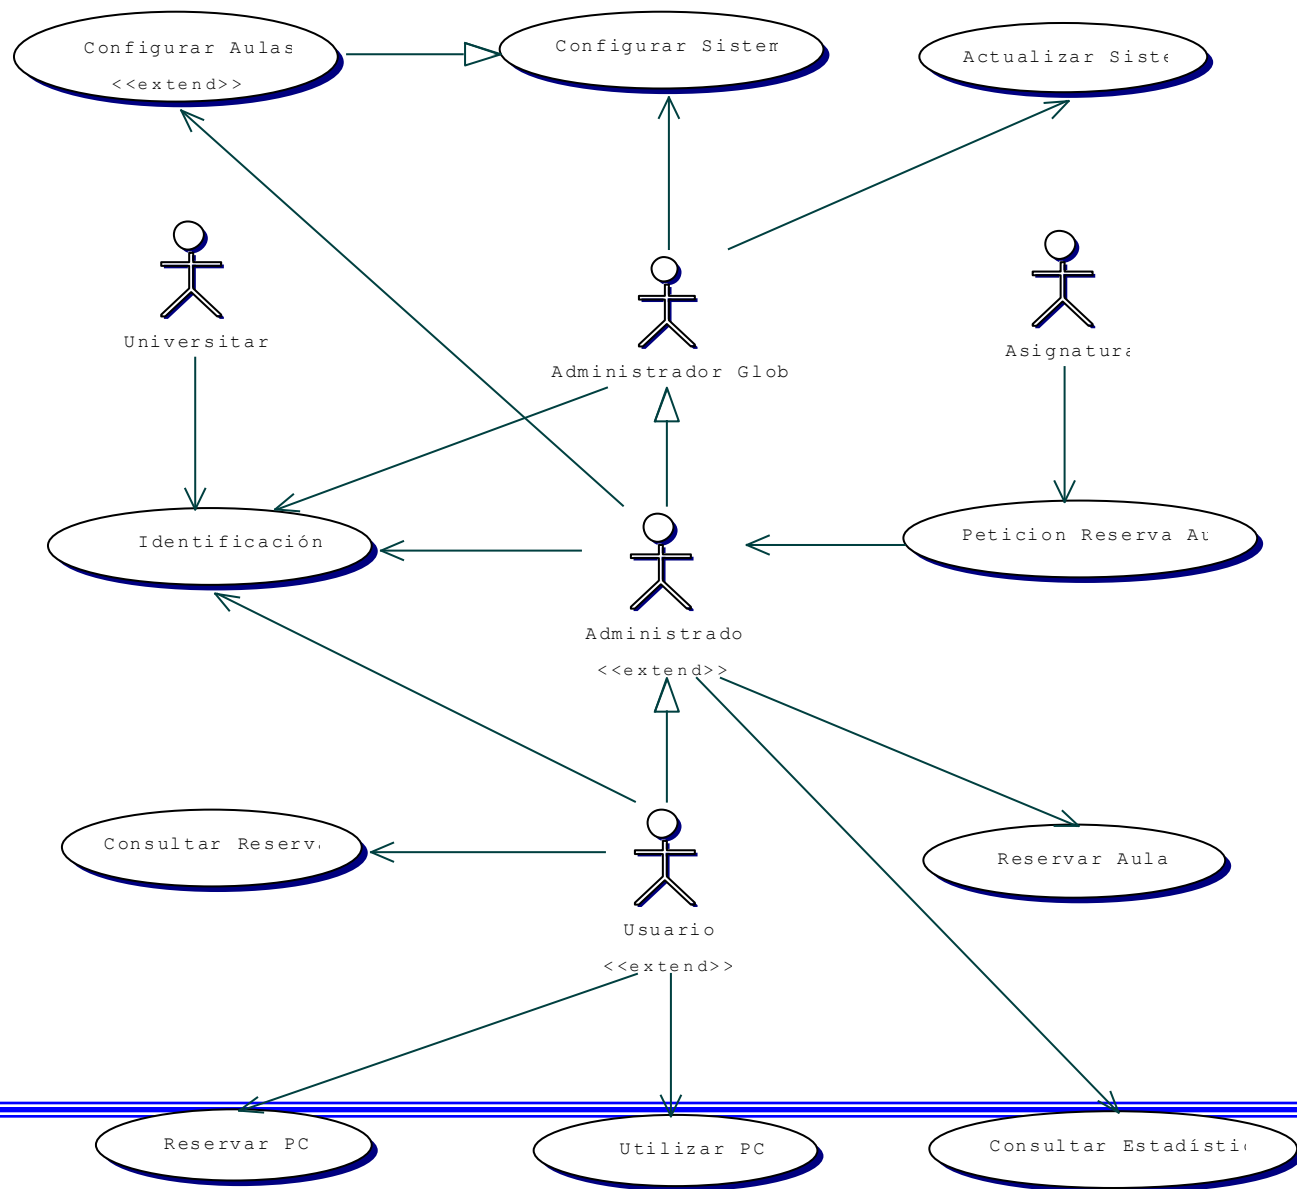 Configurar Aulas
<<extend>>
Configurar Sistem
Actualizar Siste
Universitar
Administrador Glob
Asignatura
Identificación
Peticion Reserva Au
Administrado
<<extend>>
Consultar Reserv
Reservar Aula
Usuario
<<extend>>
Reservar PC
Utilizar PC
Consultar Estadístic